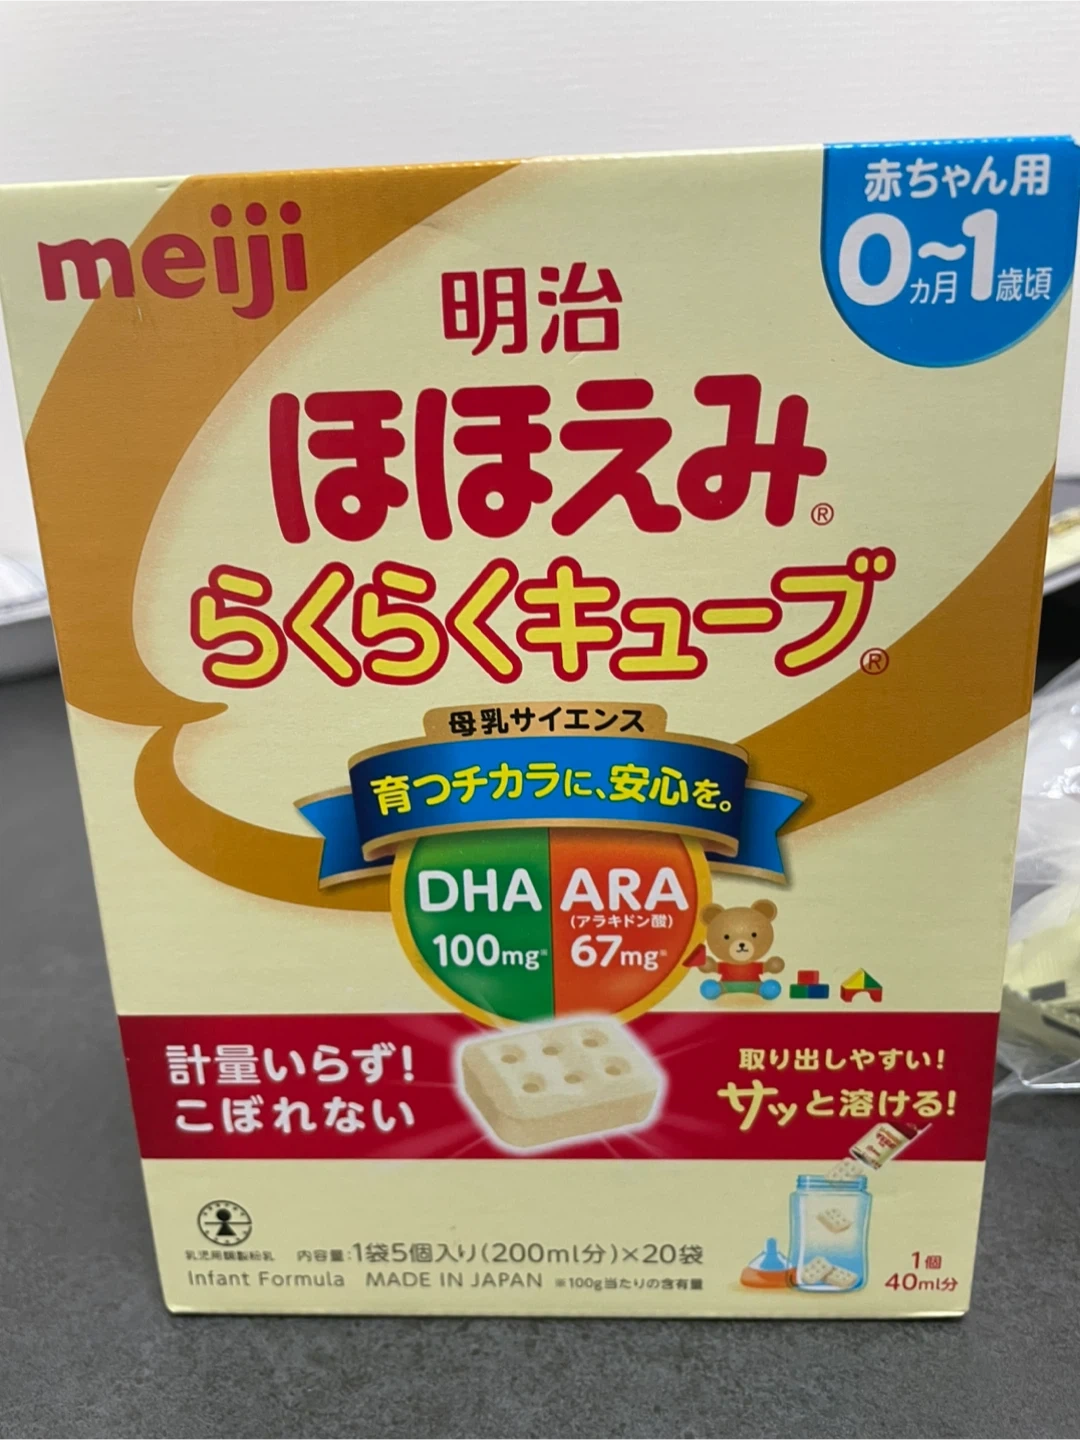 meiji
赤ちゃん用
0ヵ月~1歳頃
明治
ほほえみ®
らくらくキューブ®
母乳サイエンス
育つチカラに、安心を。
DHA
100mg※
ARA
(アラキドン酸)
67mg※
計量いらず!
こぼれない
取り出しやすい!
サッと溶ける!
乳児用調製粉乳
内容量:1袋5個入り(200ml分)×20袋
Infant Formula MADE IN JAPAN ※100g当たりの含有量
1個
40ml分